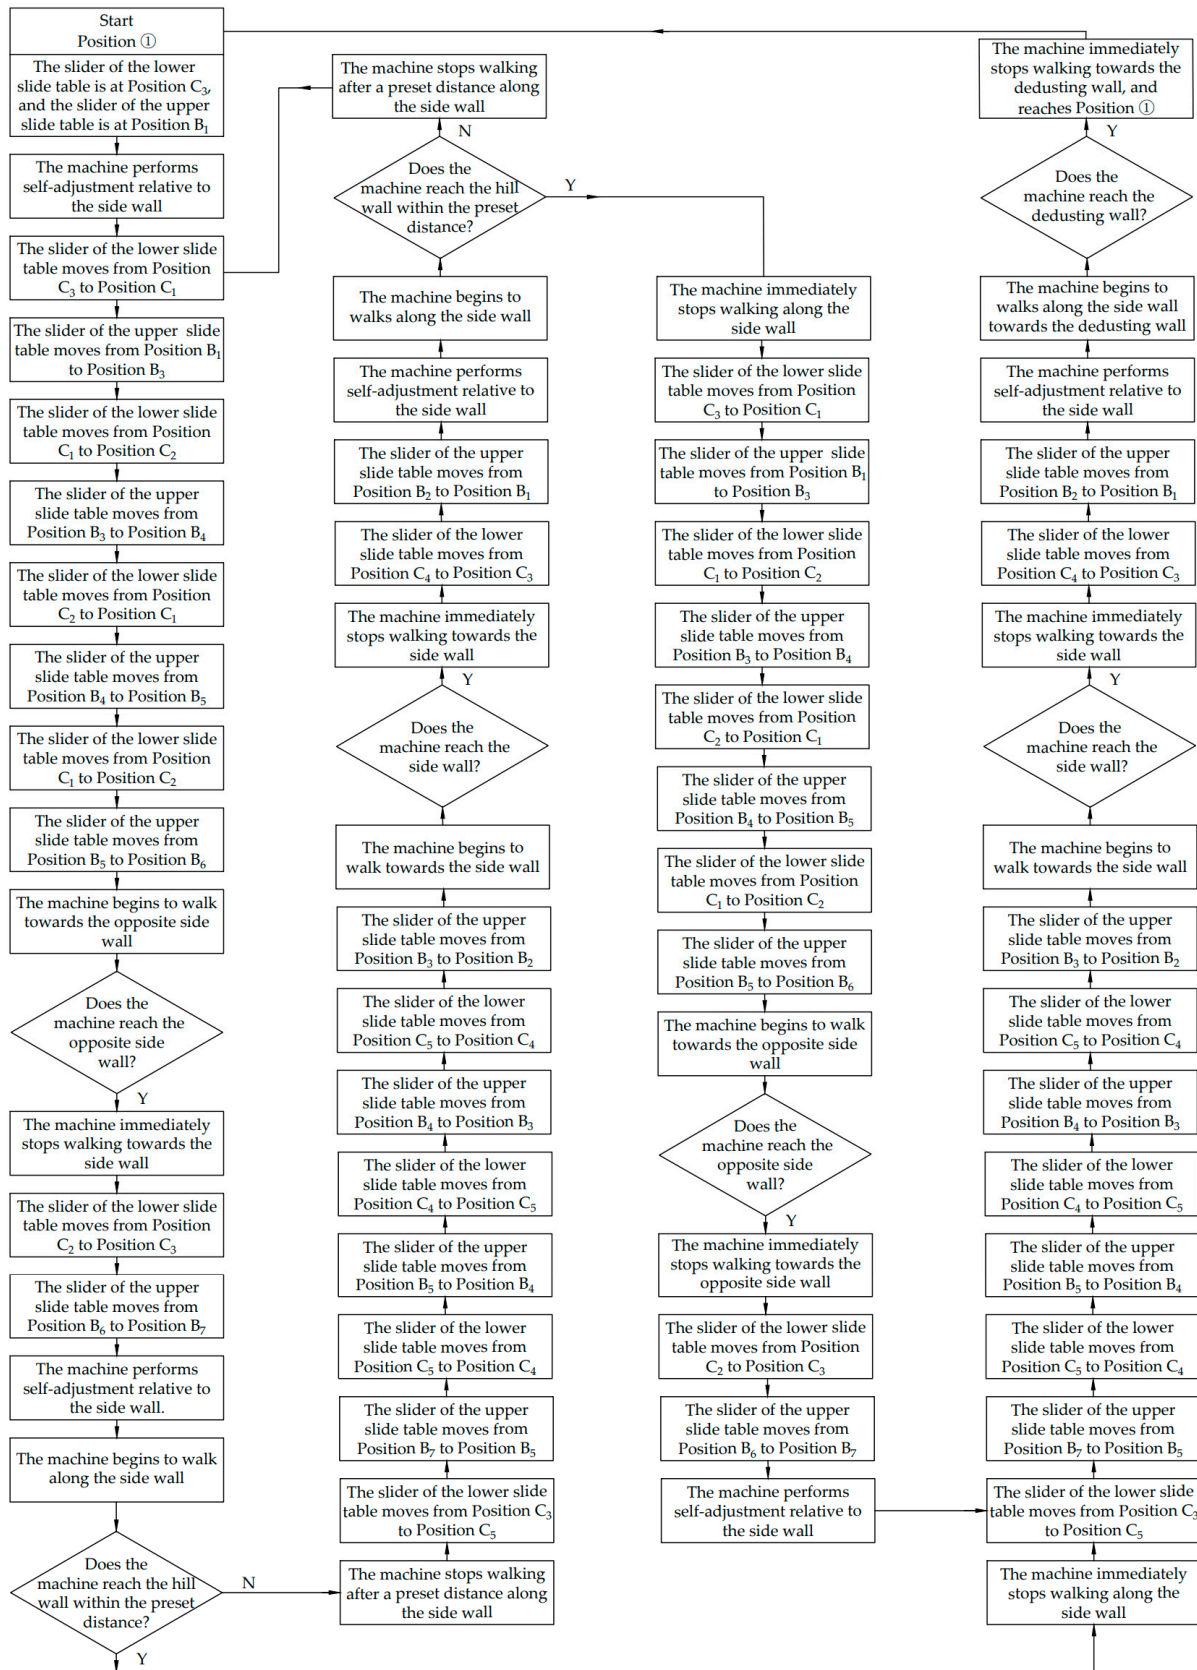 Start
Position ①
The slider of the lower
slide table is at Position C₃,
and the slider of the upper
slide table is at Position B₁
The machine performs
self-adjustment relative to
the side wall
The slider of the lower slide
table moves from Position
C₃ to Position C₁
The slider of the upper slide
table moves from Position B₁
to Position B₃
The slider of the lower slide
table moves from Position
C₁ to Position C₂
The slider of the upper
slide table moves from
Position B₃ to Position B₄
The slider of the lower slide
table moves from Position
C₂ to Position C₁
The slider of the upper
slide table moves from
Position B₄ to Position B₅
The slider of the lower slide
table moves from Position
C₁ to Position C₂
The slider of the upper
slide table moves from
Position B₅ to Position B₆
The machine begins to walk
towards the opposite side
wall
Does the
machine reach the
opposite side
wall?
Y
The machine immediately
stops walking towards the
side wall
The slider of the lower slide
table moves from Position
C₂ to Position C₃
The slider of the upper
slide table moves from
Position B₆ to Position B₇
The machine performs
self-adjustment relative to
the side wall.
The machine begins to walk
along the side wall
Does the
machine reach the hill
wall within the preset
distance?
N
Y
The machine stops walking
after a preset distance along
the side wall
N
Does the
machine reach the hill
wall within the preset
distance?
Y
The machine begins to
walks along the side wall
The machine performs
self-adjustment relative to
the side wall
The slider of the upper
slide table moves from
Position B₂ to Position B₁
The slider of the lower
slide table moves from
Position C₄ to Position C₃
The machine immediately
stops walking towards the
side wall
Y
Does the
machine reach the
side wall?
The machine begins to
walk towards the side wall
The slider of the upper
slide table moves from
Position B₃ to Position B₂
The slider of the lower
slide table moves from
Position C₅ to Position C₄
The slider of the upper
slide table moves from
Position B₄ to Position B₃
The slider of the lower
slide table moves from
Position C₄ to Position C₅
The slider of the upper
slide table moves from
Position B₅ to Position B₄
The slider of the lower
slide table moves from
Position C₅ to Position C₄
The slider of the upper
slide table moves from
Position B₇ to Position B₅
The slider of the lower slide
table moves from Position C₃
to Position C₅
The machine stops walking
after a preset distance along
the side wall
The machine immediately
stops walking along the
side wall
The slider of the lower slide
table moves from Position
C₃ to Position C₁
The slider of the upper slide
table moves from Position B₁
to Position B₃
The slider of the lower slide
table moves from Position
C₁ to Position C₂
The slider of the upper
slide table moves from
Position B₃ to Position B₄
The slider of the lower slide
table moves from Position
C₂ to Position C₁
The slider of the upper
slide table moves from
Position B₄ to Position B₅
The slider of the lower slide
table moves from Position
C₁ to Position C₂
The slider of the upper
slide table moves from
Position B₅ to Position B₆
The machine begins to walk
towards the opposite side
wall
Does the
machine reach the
opposite side
wall?
Y
The machine immediately
stops walking towards the
opposite side wall
The slider of the lower slide
table moves from Position
C₂ to Position C₃
The slider of the upper
slide table moves from
Position B₆ to Position B₇
The machine performs
self-adjustment relative to
the side wall
The machine immediately
stops walking towards the
dedusting wall, and
reaches Position ①
Y
Does the
machine reach the
dedusting wall?
The machine begins to
walks along the side wall
towards the dedusting wall
The machine performs
self-adjustment relative to
the side wall
The slider of the upper
slide table moves from
Position B₂ to Position B₁
The slider of the lower
slide table moves from
Position C₄ to Position C₃
The machine immediately
stops walking towards the
side wall
Y
Does the
machine reach the
side wall?
The machine begins to
walk towards the side wall
The slider of the upper
slide table moves from
Position B₃ to Position B₂
The slider of the lower
slide table moves from
Position C₅ to Position C₄
The slider of the upper
slide table moves from
Position B₄ to Position B₃
The slider of the lower
slide table moves from
Position C₄ to Position C₅
The slider of the upper
slide table moves from
Position B₅ to Position B₄
The slider of the lower
slide table moves from
Position C₅ to Position C₄
The slider of the upper
slide table moves from
Position B₇ to Position B₅
The slider of the lower slide
table moves from Position C₃
to Position C₅
The machine immediately
stops walking along the
side wall